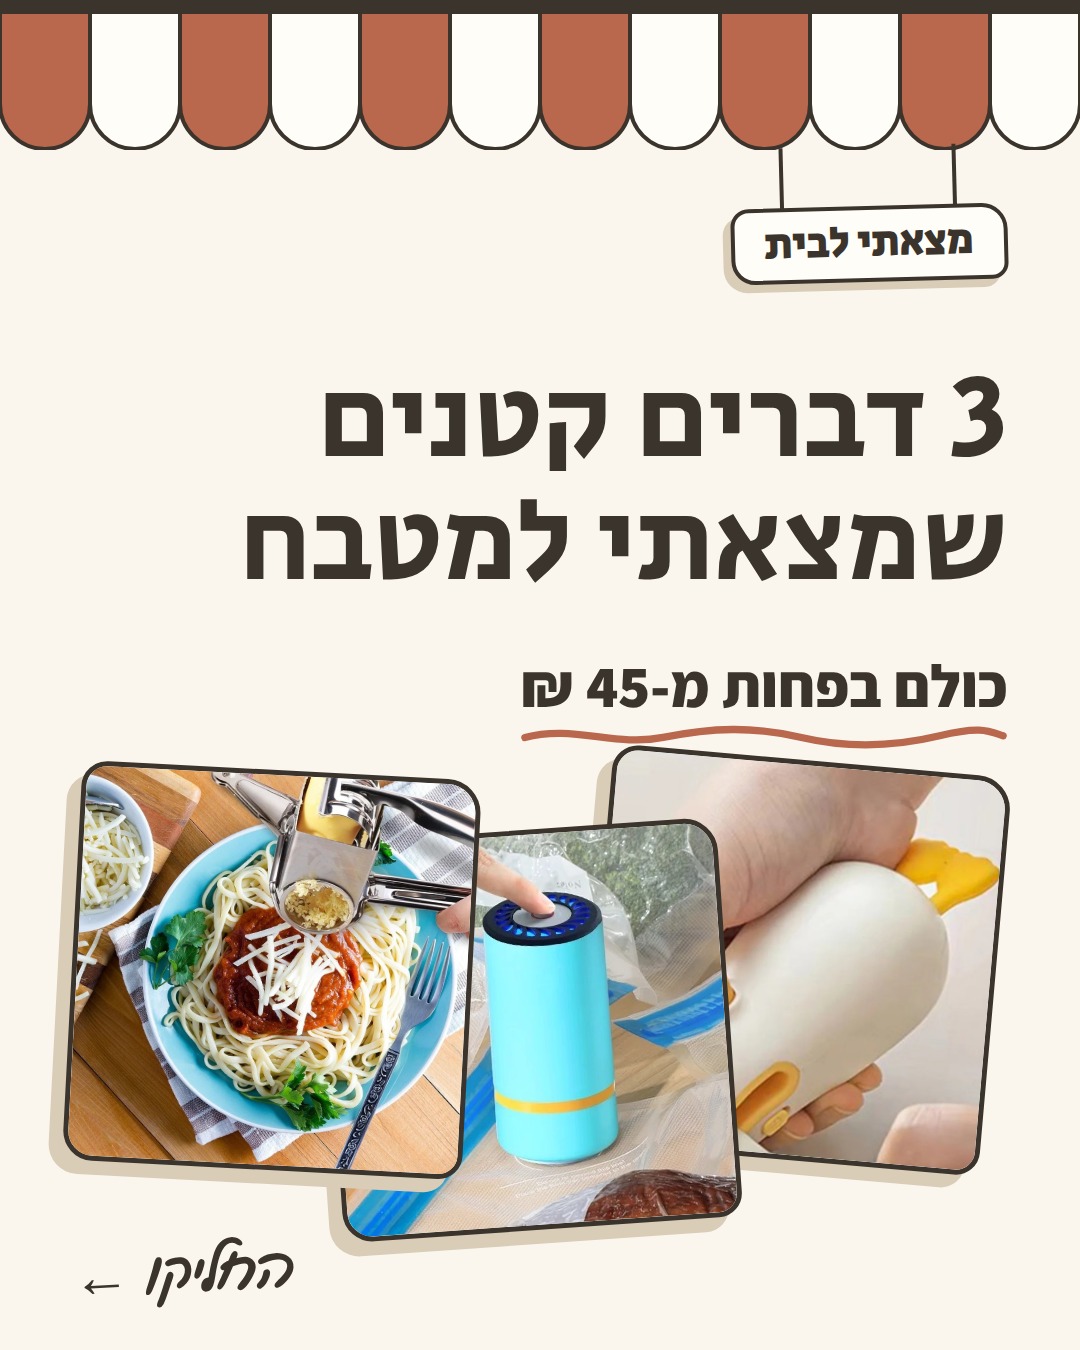 מצאתי לבית
3 דברים קטנים
שמצאתי למטבח
כולם בפחות מ-45 ₪
החליקו ←